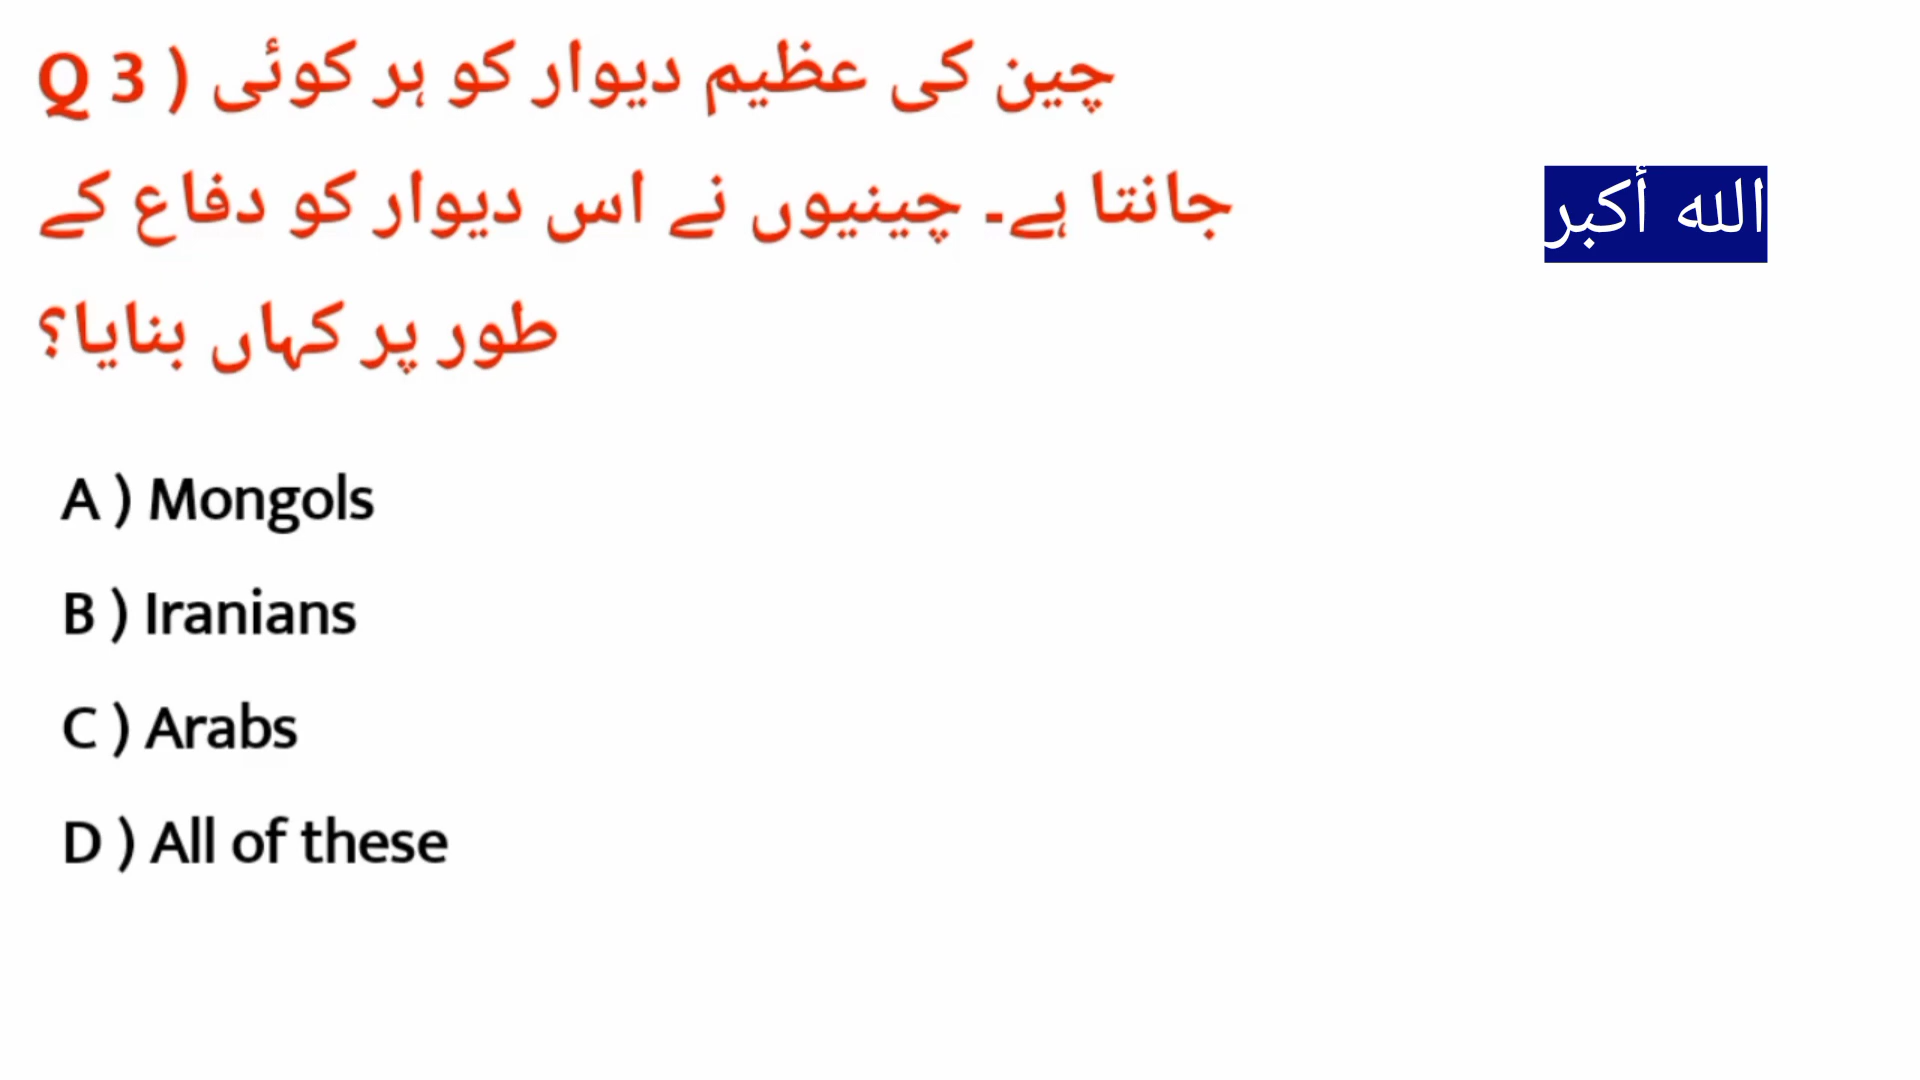 Q 3 ) چین کی عظیم دیوار کو ہر کوئی
جانتا ہے۔ چینیوں نے اس دیوار کو دفاع کے
طور پر کہاں بنایا؟
الله أكبر
A ) Mongols
B ) Iranians
C ) Arabs
D ) All of these